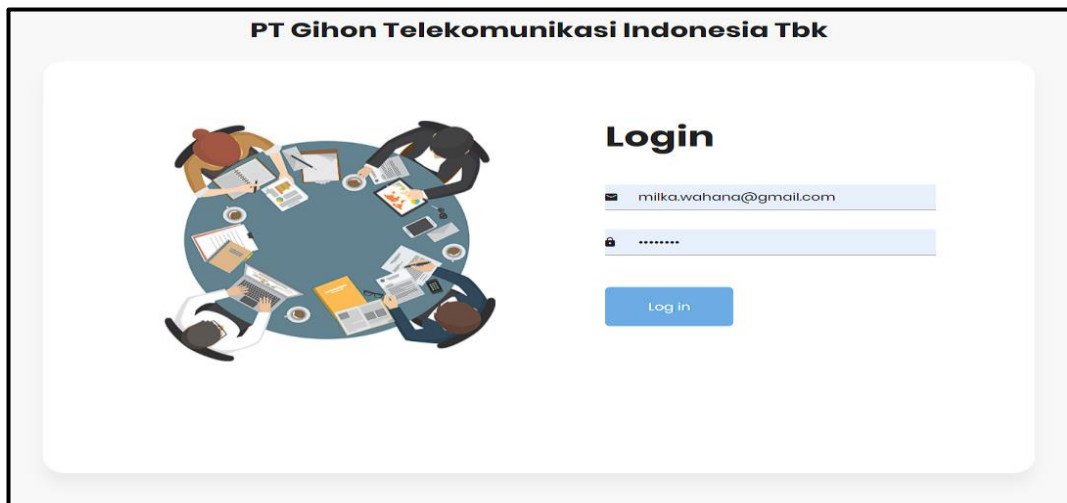 PT Gihon Telekomunikasi Indonesia Tbk
Login
milka.wahana@gmail.com
••••••••
Log in